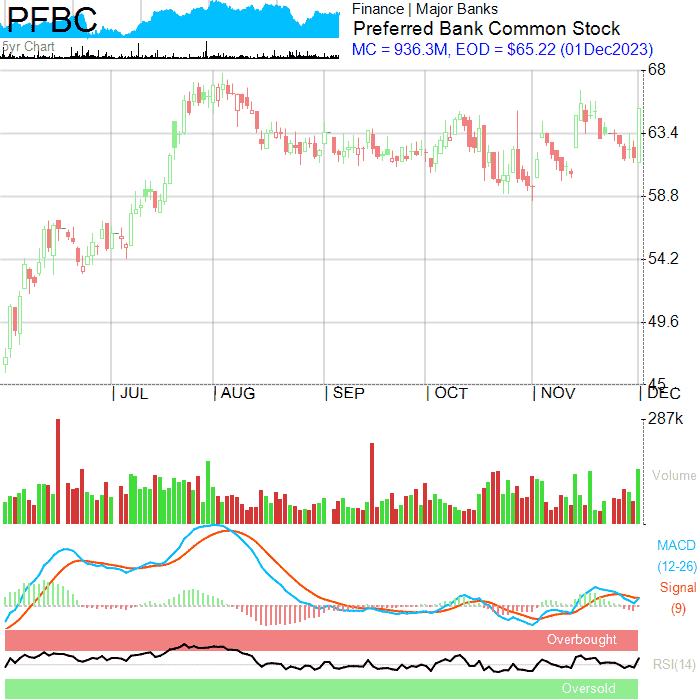 PFBC
5yr Chart
Finance | Major Banks
Preferred Bank Common Stock
MC = 936.3M, EOD = $65.22 (01Dec2023)
68
63.4
58.8
54.2
49.6
45
| JUL | AUG | SEP | OCT | NOV | DEC
287k
Volume
MACD
(12-26)
Signal
(9)
Overbought
RSI(14)
Oversold